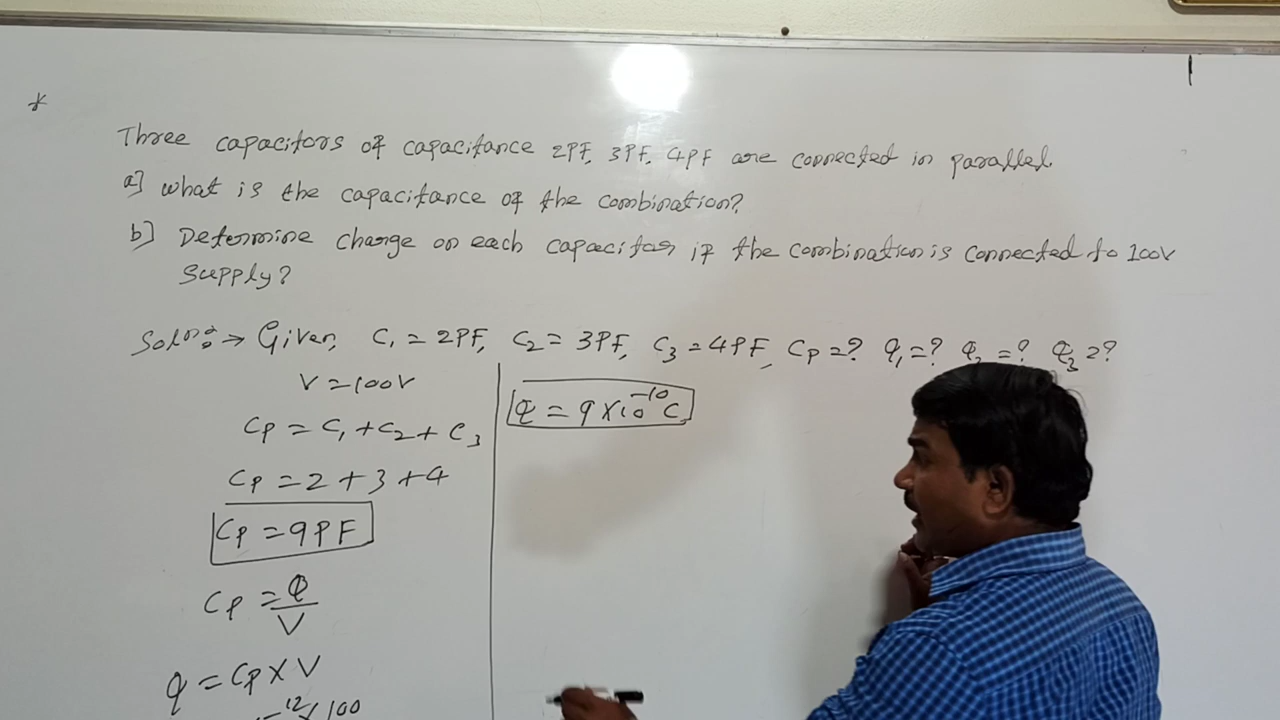 *
Three capacitors of capacitance 2PF, 3PF, 4PF are connected in parallel
a] what is the capacitance of the combination?
b] Determine charge on each capacitor if the combination is connected to 100V
supply?
Soln:→ Given, C₁ = 2PF, C₂ = 3PF, C₃ = 4PF, Cp = ? q₁ = ? q₂ = ? q₃ = ?
V = 100V
Cp = C₁ + C₂ + C₃
Cp = 2 + 3 + 4
Cp = 9PF
Cp = q/V
q = Cp × V
⁻¹² × 100
q = 9 × 10⁻¹⁰ C